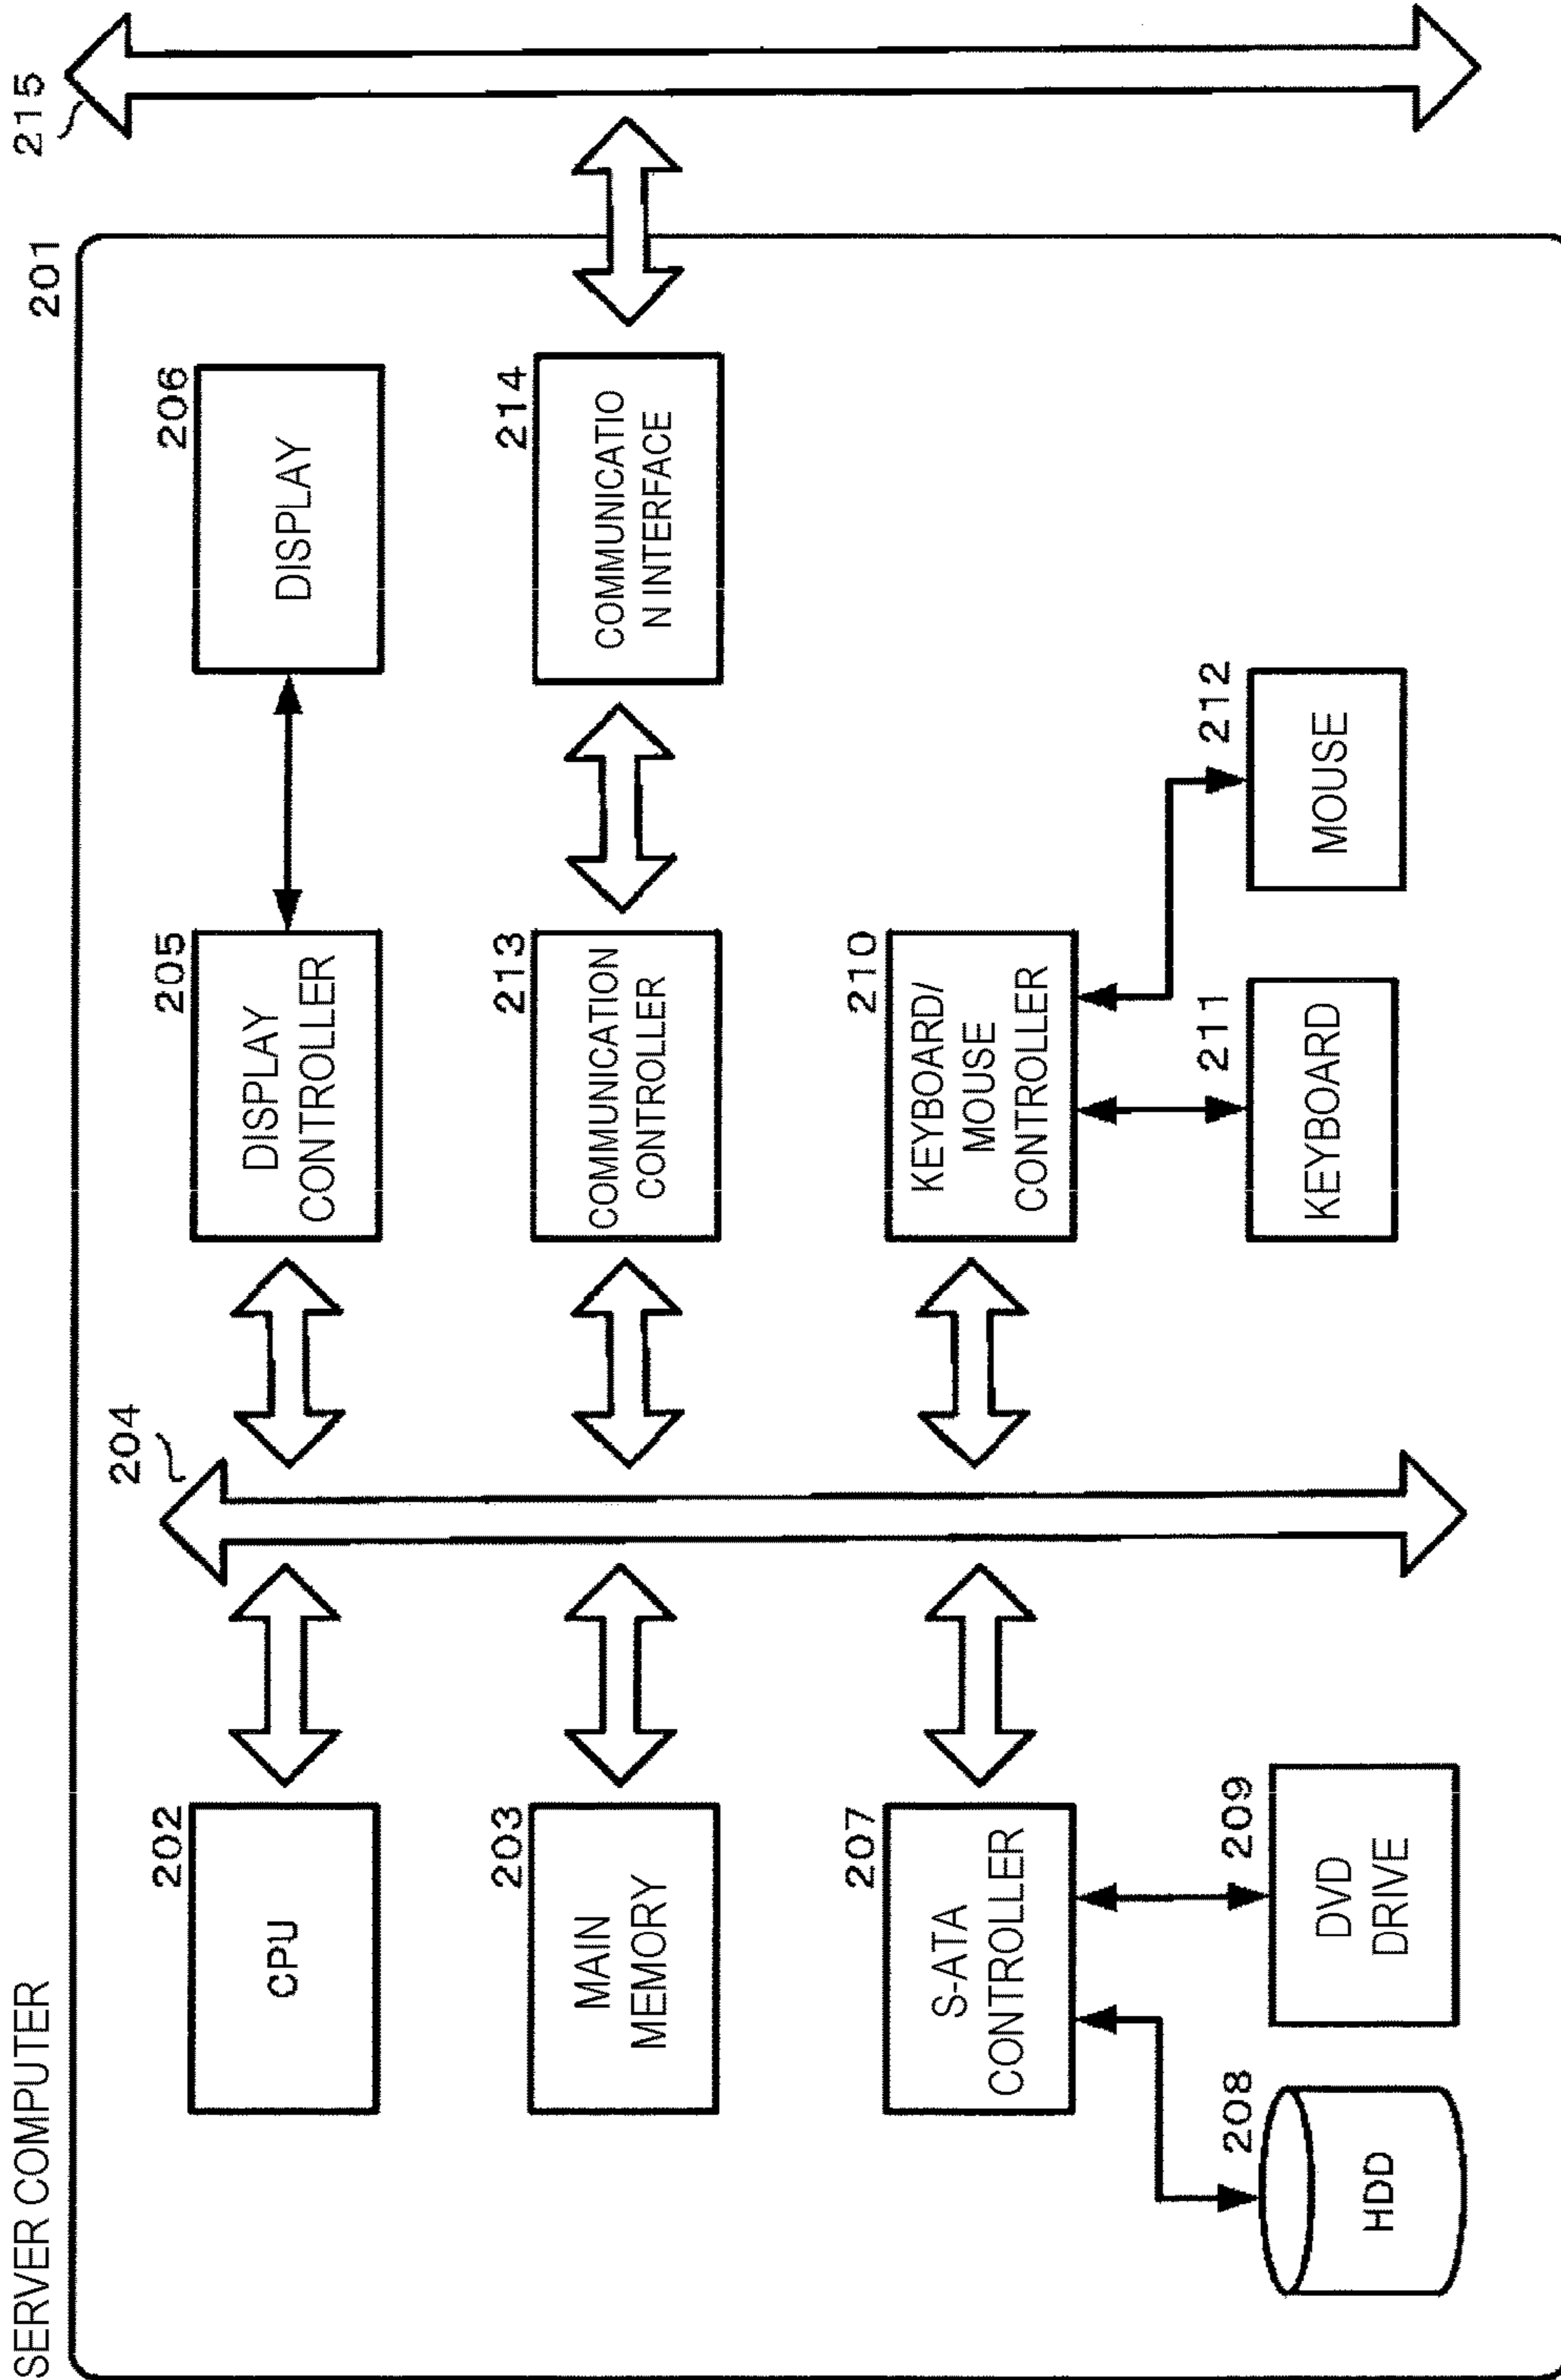 SERVER COMPUTER
201
215
202
CPU
204
205
DISPLAY
CONTROLLER
206
DISPLAY
203
MAIN
MEMORY
213
COMMUNICATION
CONTROLLER
214
COMMUNICATIO
N INTERFACE
207
S-ATA
CONTROLLER
210
KEYBOARD/
MOUSE
CONTROLLER
208
HDD
209
DVD
DRIVE
211
KEYBOARD
212
MOUSE